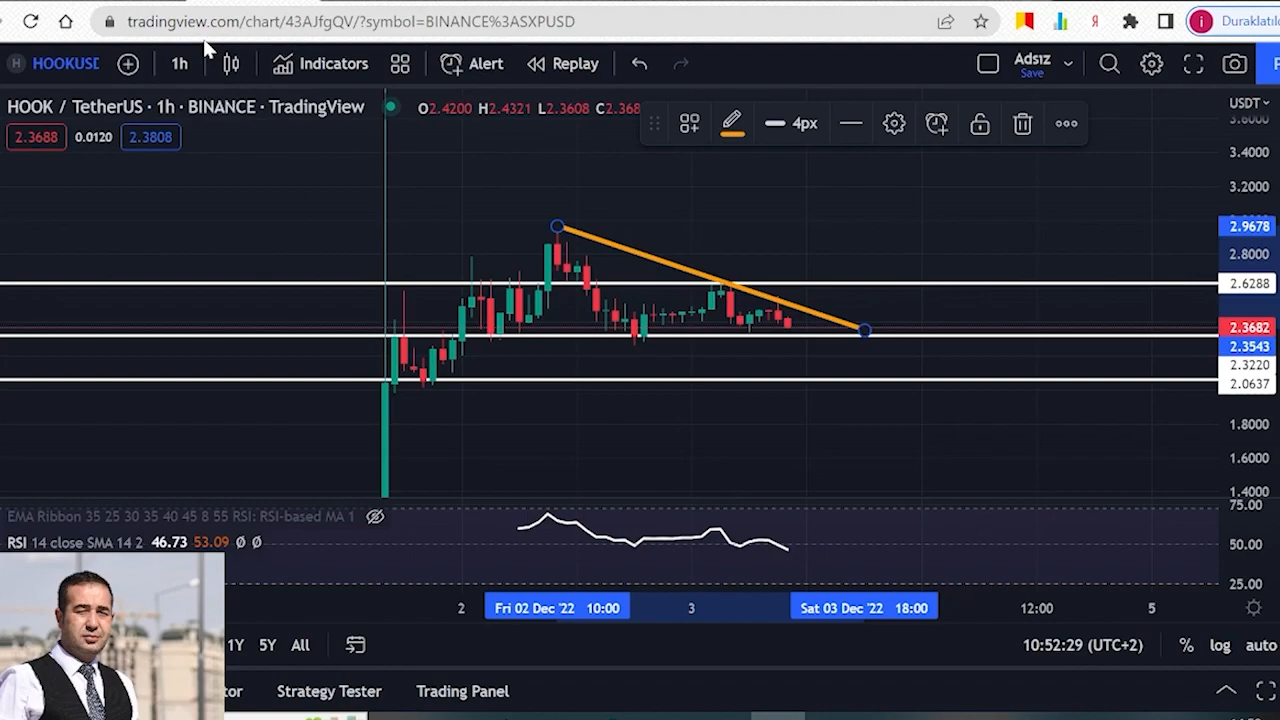 tradingview.com/chart/43AJfgQV/?symbol=BINANCE%3ASXPUSD
Я
i
Duraklatıld
H HOOKUSD 1h Indicators Alert Replay Adsız
Save
HOOK / TetherUS · 1h · BINANCE · TradingView O2.4200 H2.4321 L2.3608 C2.368
4px
USDT
2.3688 0.0120 2.3808
3.6000
3.4000
3.2000
2.9678
2.8000
2.6288
2.3682
2.3543
2.3220
2.0637
1.8000
1.6000
1.4000
75.00
EMA Ribbon 35 25 30 35 40 45 8 55 RSI: RSI-based MA 1
RSI 14 close SMA 14 2 46.73 53.09 Ø Ø
50.00
25.00
2 Fri 02 Dec '22 10:00 3 Sat 03 Dec '22 18:00 12:00 5
1Y 5Y All 10:52:29 (UTC+2) % log auto
tor Strategy Tester Trading Panel